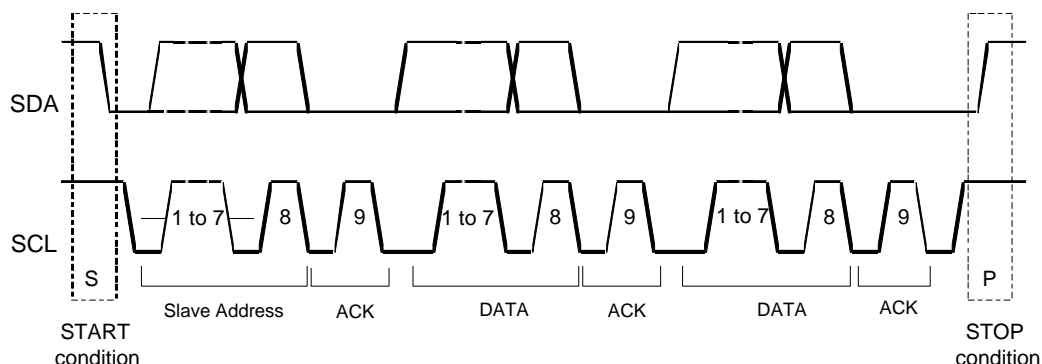 SDA
SCL
1 to 7
8
9
1 to 7
8
9
1 to 7
8
9
S
P
Slave Address
ACK
DATA
ACK
DATA
ACK
START
condition
STOP
condition